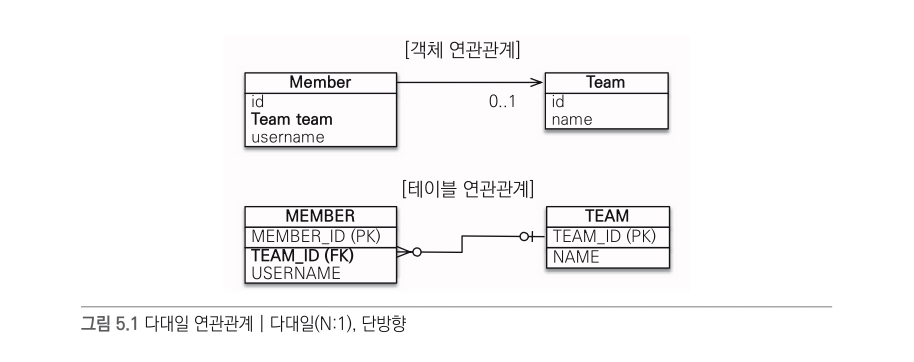 [객체 연관관계]
Member
id
Team team
username
0..1
Team
id
name
[테이블 연관관계]
MEMBER
MEMBER_ID (PK)
TEAM_ID (FK)
USERNAME
TEAM
TEAM_ID (PK)
NAME
그림 5.1 다대일 연관관계 | 다대일(N:1), 단방향